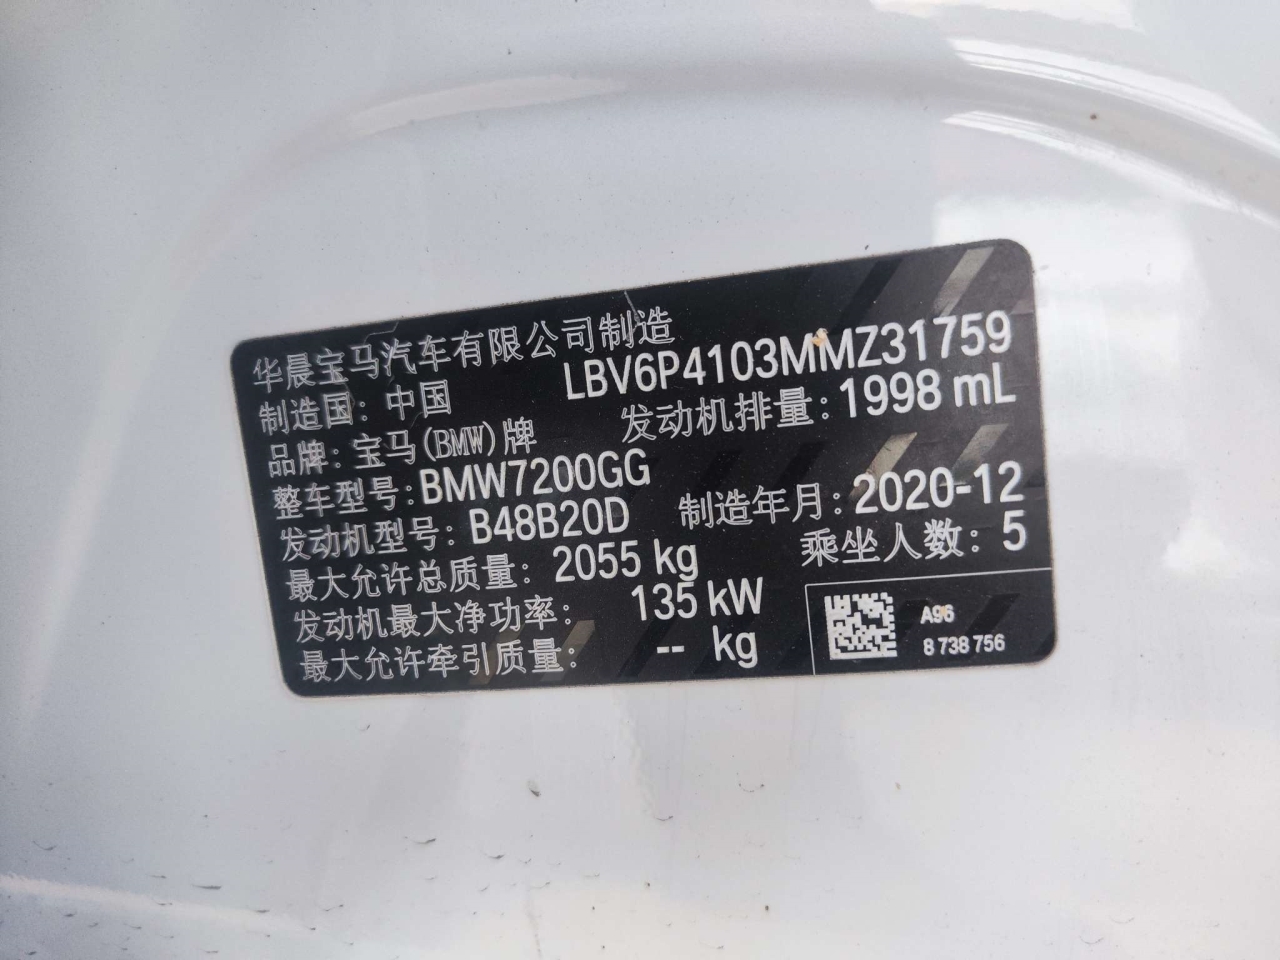 华晨宝马汽车有限公司制造
制造国：中国 LBV6P4103MMZ31759
品牌：宝马(BMW)牌 发动机排量：1998 mL
整车型号：BMW7200GG
发动机型号：B48B20D 制造年月：2020-12
最大允许总质量：2055 kg 乘坐人数：5
发动机最大净功率：135 kW
最大允许牵引质量：-- kg
A96
8 738 756